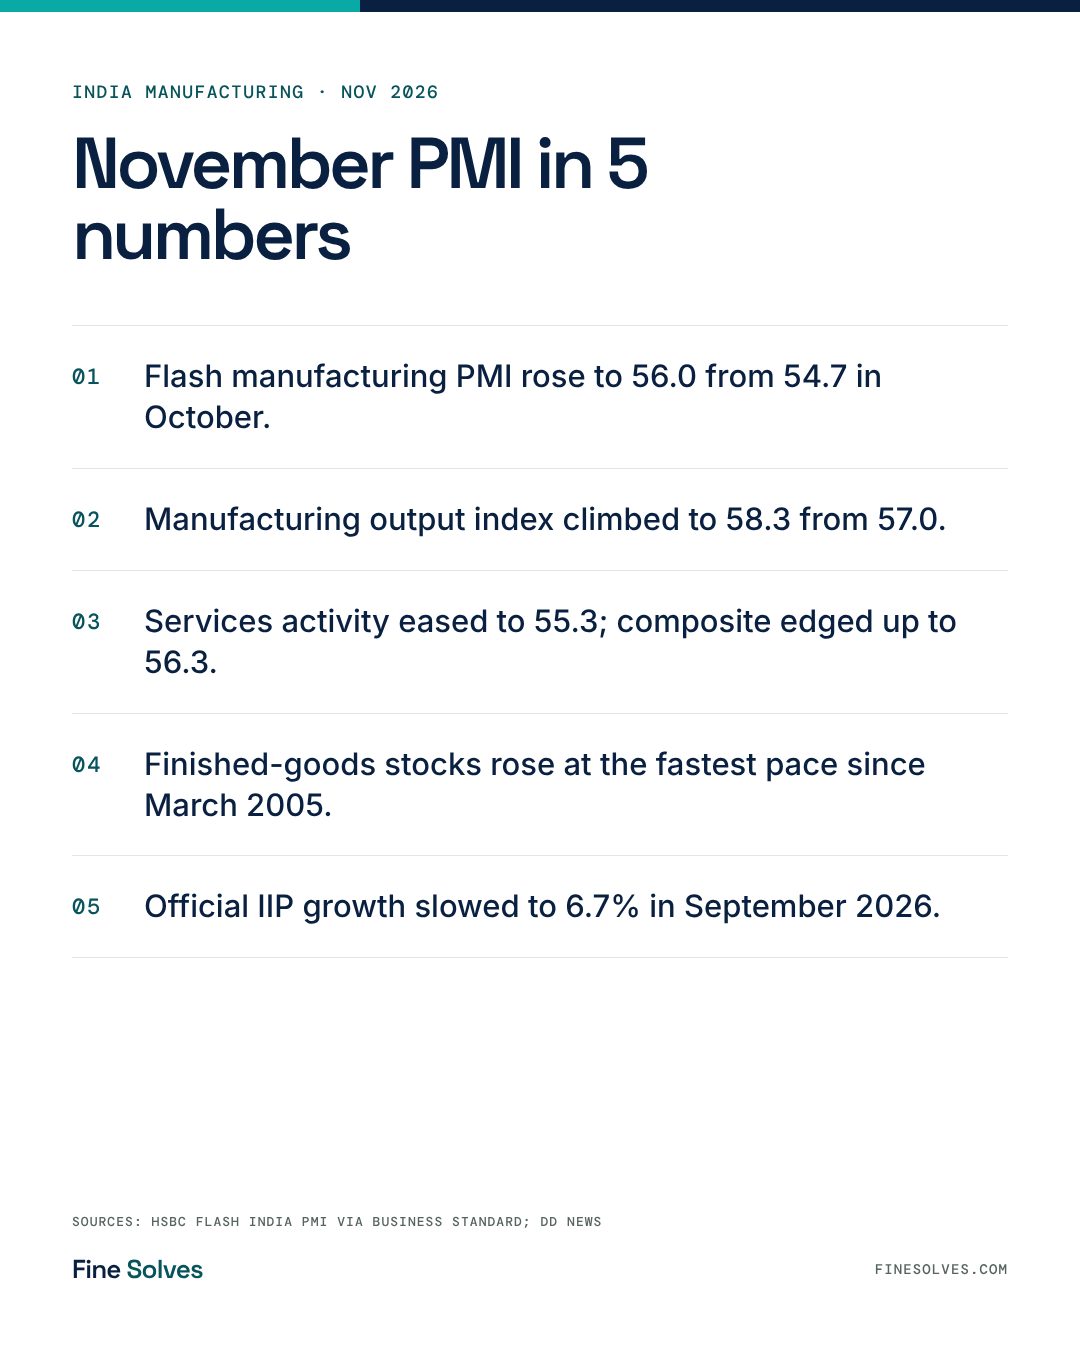 INDIA MANUFACTURING · NOV 2026
November PMI in 5
numbers
01 Flash manufacturing PMI rose to 56.0 from 54.7 in
October.
02 Manufacturing output index climbed to 58.3 from 57.0.
03 Services activity eased to 55.3; composite edged up to
56.3.
04 Finished-goods stocks rose at the fastest pace since
March 2005.
05 Official IIP growth slowed to 6.7% in September 2026.
SOURCES: HSBC FLASH INDIA PMI VIA BUSINESS STANDARD; DD NEWS
Fine Solves
FINESOLVES.COM